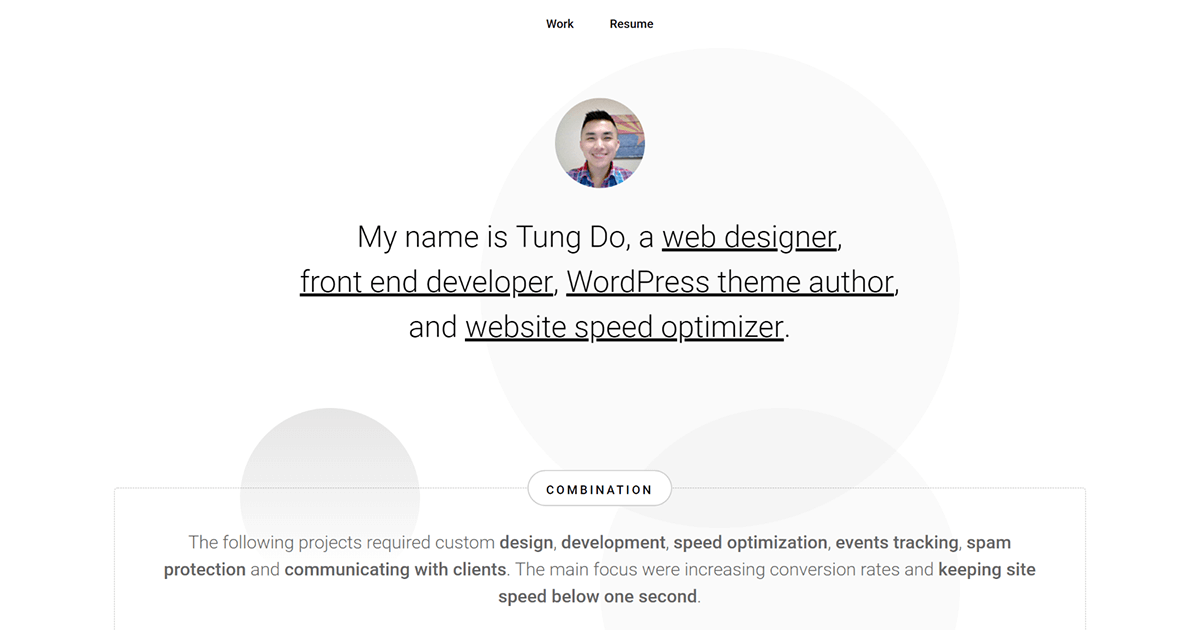 Work Resume
My name is Tung Do, a web designer,
front end developer, WordPress theme author,
and website speed optimizer.
COMBINATION
The following projects required custom design, development, speed optimization, events tracking, spam
protection and communicating with clients. The main focus were increasing conversion rates and keeping site
speed below one second.